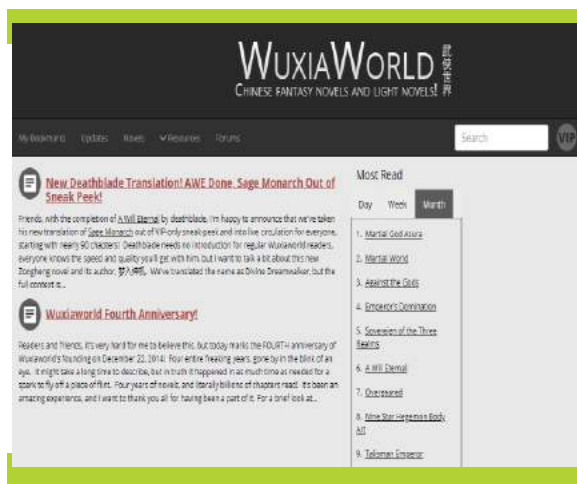 WUXIAWORLD
CHINESE FANTASY NOVELS AND LIGHT NOVELS!
My Bookmarks Updates Novels Resources Forums
Search
VIP
New Deathblade Translation! AWE Done, Sage Monarch Out of
Sneak Peek!
Friends, with the completion of A Will Eternal by deathblade, I'm happy to announce that we've taken
his new translation of Sage Monarch out of VIP-only sneak-peek and into live circulation for everyone,
starting with nearly 90 chapters! Deathblade needs no introduction for regular Wuxiaworld readers,
everyone knows the speed and quality you'll get with him, but I want to talk a bit about this new
Zongheng novel and its author, We've translated the name as Divine Dreamwalker, but the
full context is...
Wuxiaworld Fourth Anniversary!
Readers and friends, it's very hard for me to believe this, but today marks the FOURTH anniversary of
Wuxiaworld's founding on December 22, 2014! Four entire freaking years, gone by in the blink of an
eye. It might take a long time to describe, but in truth it happened in as much time as needed for a
spark to fly off a piece of flint. Four years of novels, and literally billions of chapters read. It's been an
amazing experience, and I want to thank you all for having been a part of it. For a brief look at...
Most Read
Day Week Month
1. Martial God Asura
2. Martial World
3. Against the Gods
4. Emperor's Domination
5. Sovereign of the Three
Realms
6. A Will Eternal
7. Overgeared
8. Nine Star Hegemon Body
Art
9. Talisman Emperor